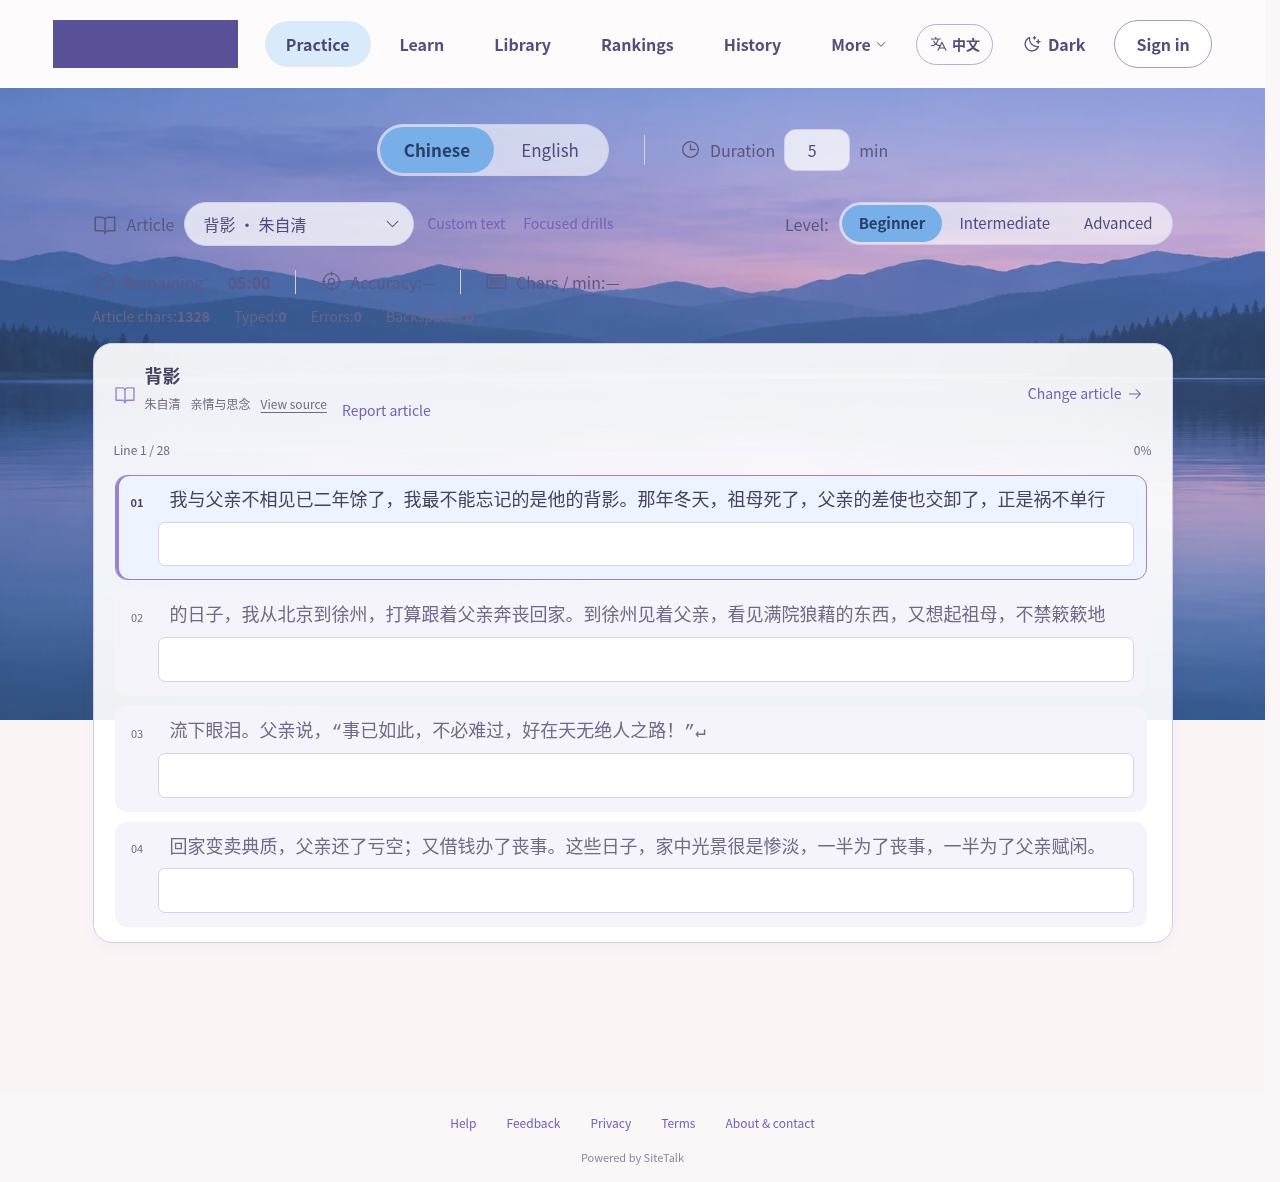 Practice Learn Library Rankings History More 中文 Dark Sign in
Chinese English Duration 5 min
Article 背影 · 朱自清 Custom text Focused drills Level: Beginner Intermediate Advanced
Remaining: 05:00 Accuracy:— Chars / min:—
Article chars:1328 Typed:0 Errors:0 Backspaces:0
背影
朱自清 亲情与思念 View source Report article Change article →
Line 1 / 28 0%
01 我与父亲不相见已二年馀了，我最不能忘记的是他的背影。那年冬天，祖母死了，父亲的差使也交卸了，正是祸不单行
02 的日子，我从北京到徐州，打算跟着父亲奔丧回家。到徐州见着父亲，看见满院狼藉的东西，又想起祖母，不禁簌簌地
03 流下眼泪。父亲说，“事已如此，不必难过，好在天无绝人之路！”↵
04 回家变卖典质，父亲还了亏空；又借钱办了丧事。这些日子，家中光景很是惨淡，一半为了丧事，一半为了父亲赋闲。
Help Feedback Privacy Terms About & contact
Powered by SiteTalk